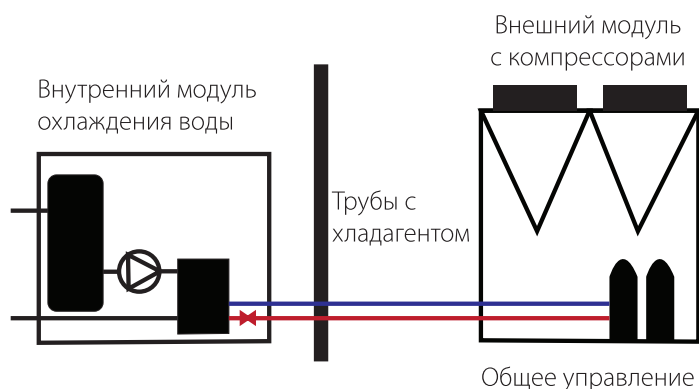 Внешний модуль
с компрессорами
Внутренний модуль
охлаждения воды
Трубы с
хладагентом
Общее управление